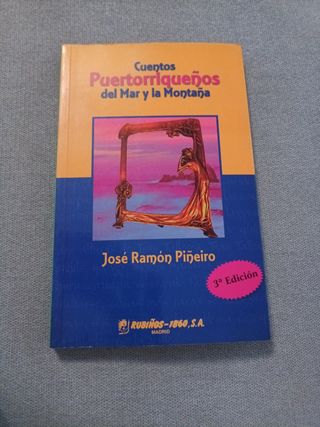 Cuentos
Puertorriqueños
del Mar y la Montaña
José Ramón Piñeiro
3ª Edición
RUBIÑOS-1860, S.A.
MADRID